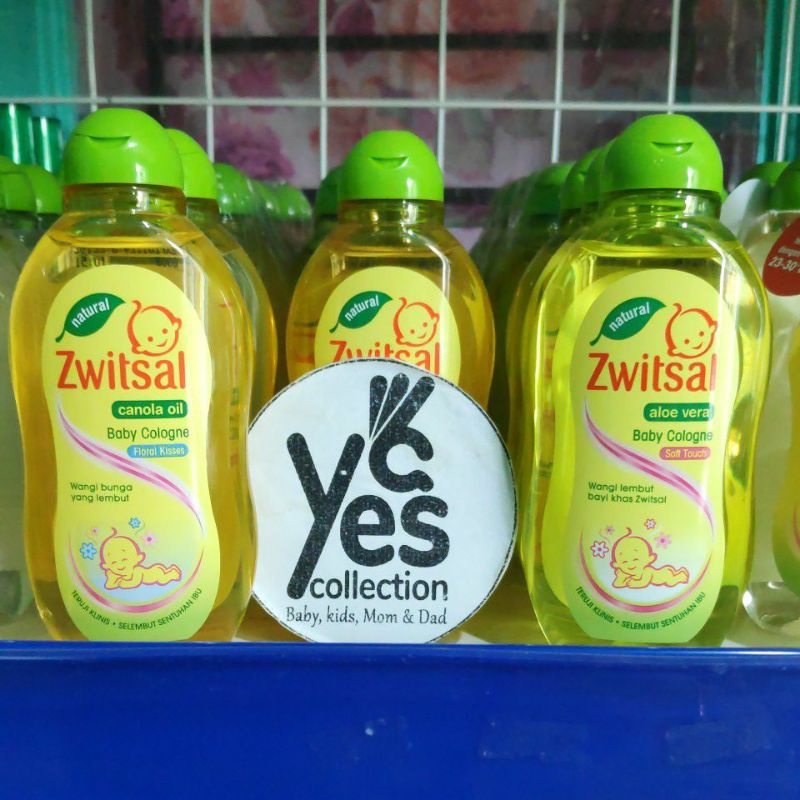 natural
Zwitsal
canola oil
Baby Cologne
Floral Kisses
Wangi bunga
yang lembut
TERUJI KLINIS • SELEMBUT SENTUHAN IBU
natural
Zwitsal
natural
Zwitsal
aloe vera
Baby Cologne
Soft Touch
Wangi lembut
bayi khas Zwitsal
TERUJI KLINIS • SELEMBUT SENTUHAN IBU
yes
collection
Baby, kids, Mom & Dad
23-30